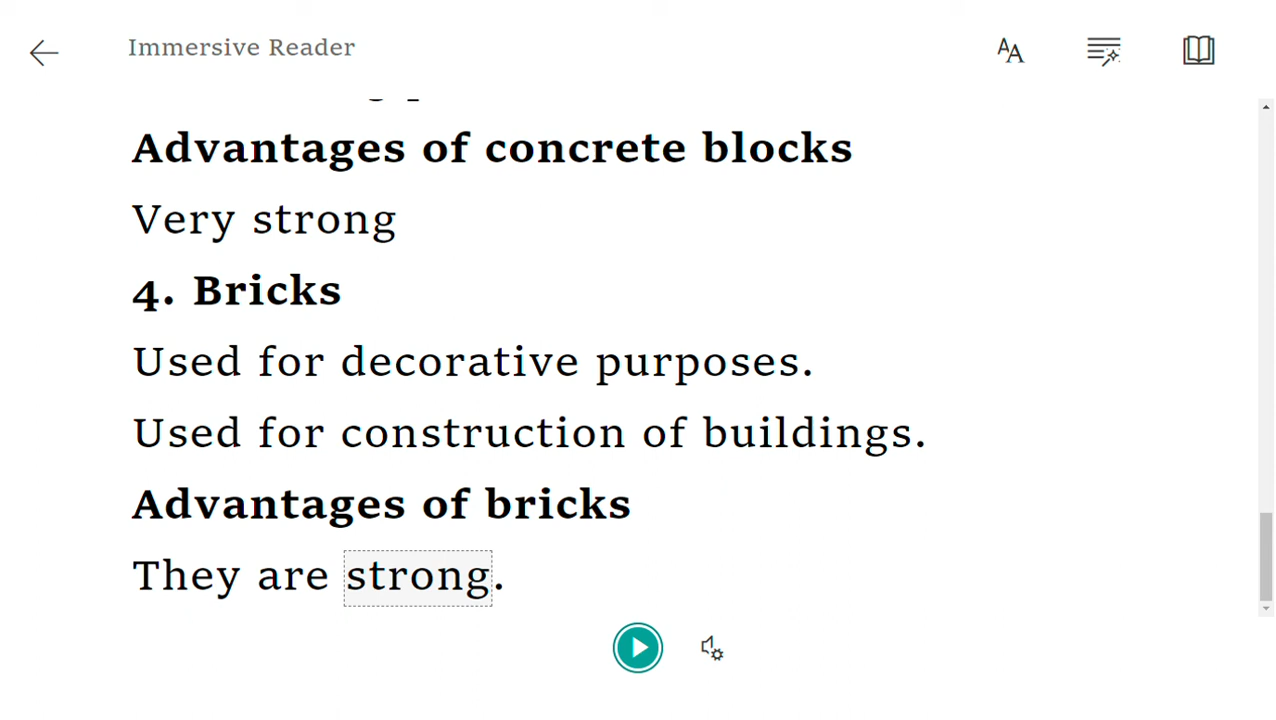 Immersive Reader
Advantages of concrete blocks
Very strong
4. Bricks
Used for decorative purposes.
Used for construction of buildings.
Advantages of bricks
They are strong.